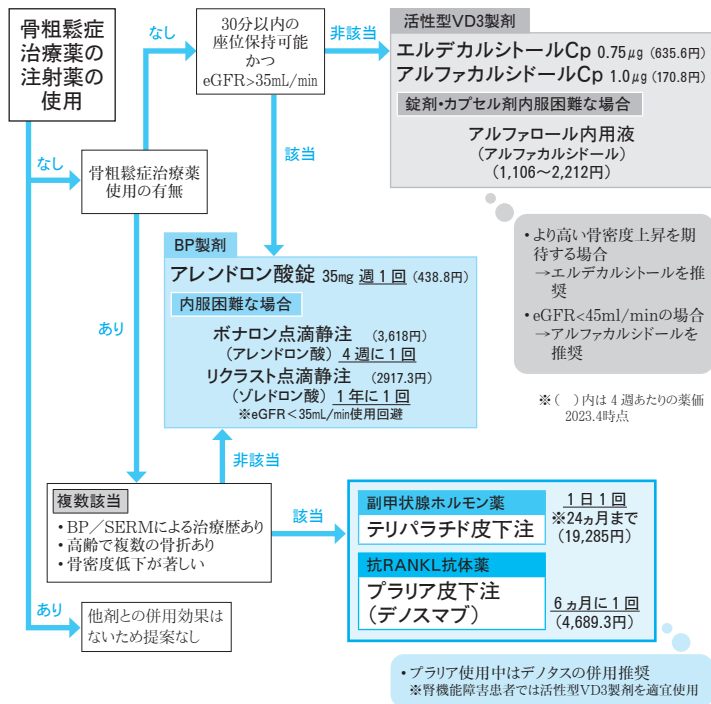 骨粗鬆症
治療薬の
注射薬の
使用
なし
30分以内の
座位保持可能
かつ
eGFR>35mL/min
非該当
活性型VD3製剤
エルデカルシトールCp 0.75μg（635.6円）
アルファカルシドールCp 1.0μg（170.8円）
錠剤・カプセル剤内服困難な場合
アルファロール内用液
（アルファカルシドール）
（1,106～2,212円）
なし
骨粗鬆症治療薬
使用の有無
該当
・より高い骨密度上昇を期
待する場合
→エルデカルシトールを推
奨
・eGFR<45ml/minの場合
→アルファカルシドールを
推奨
※（　）内は4週あたりの薬価
2023.4時点
あり
BP製剤
アレンドロン酸錠 35mg 週1回（438.8円）
内服困難な場合
ボナロン点滴静注 （3,618円）
（アレンドロン酸） 4週に1回
リクラスト点滴静注 （2917.3円）
（ゾレドロン酸） 1年に1回
※eGFR＜35mL/min使用回避
非該当
複数該当
・BP／SERMによる治療歴あり
・高齢で複数の骨折あり
・骨密度低下が著しい
該当
副甲状腺ホルモン薬
テリパラチド皮下注
1日1回
※24ヵ月まで
（19,285円）
抗RANKL抗体薬
プラリア皮下注
（デノスマブ）
6ヵ月に1回
（4,689.3円）
あり
他剤との併用効果は
ないため提案なし
・プラリア使用中はデノタスの併用推奨
※腎機能障害患者では活性型VD3製剤を適宜使用